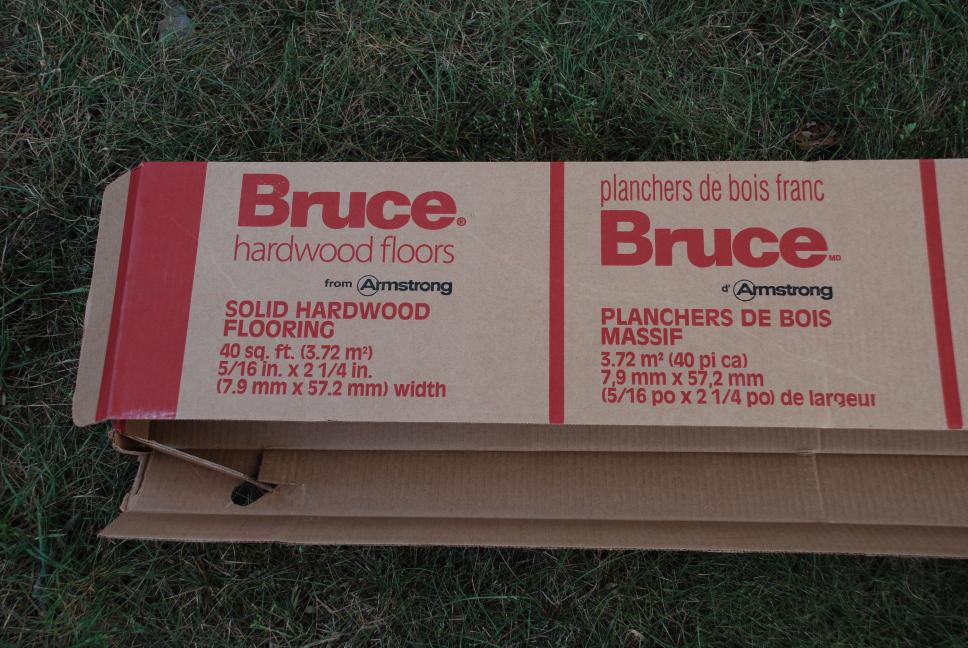 Bruce®
hardwood floors
from Armstrong
SOLID HARDWOOD
FLOORING
40 sq. ft. (3.72 m²)
5/16 in. x 2 1/4 in.
(7.9 mm x 57.2 mm) width
planchers de bois franc
Bruce MD
d' Armstrong
PLANCHERS DE BOIS
MASSIF
3.72 m² (40 pi ca)
7,9 mm x 57,2 mm
(5/16 po x 2 1/4 po) de largeur